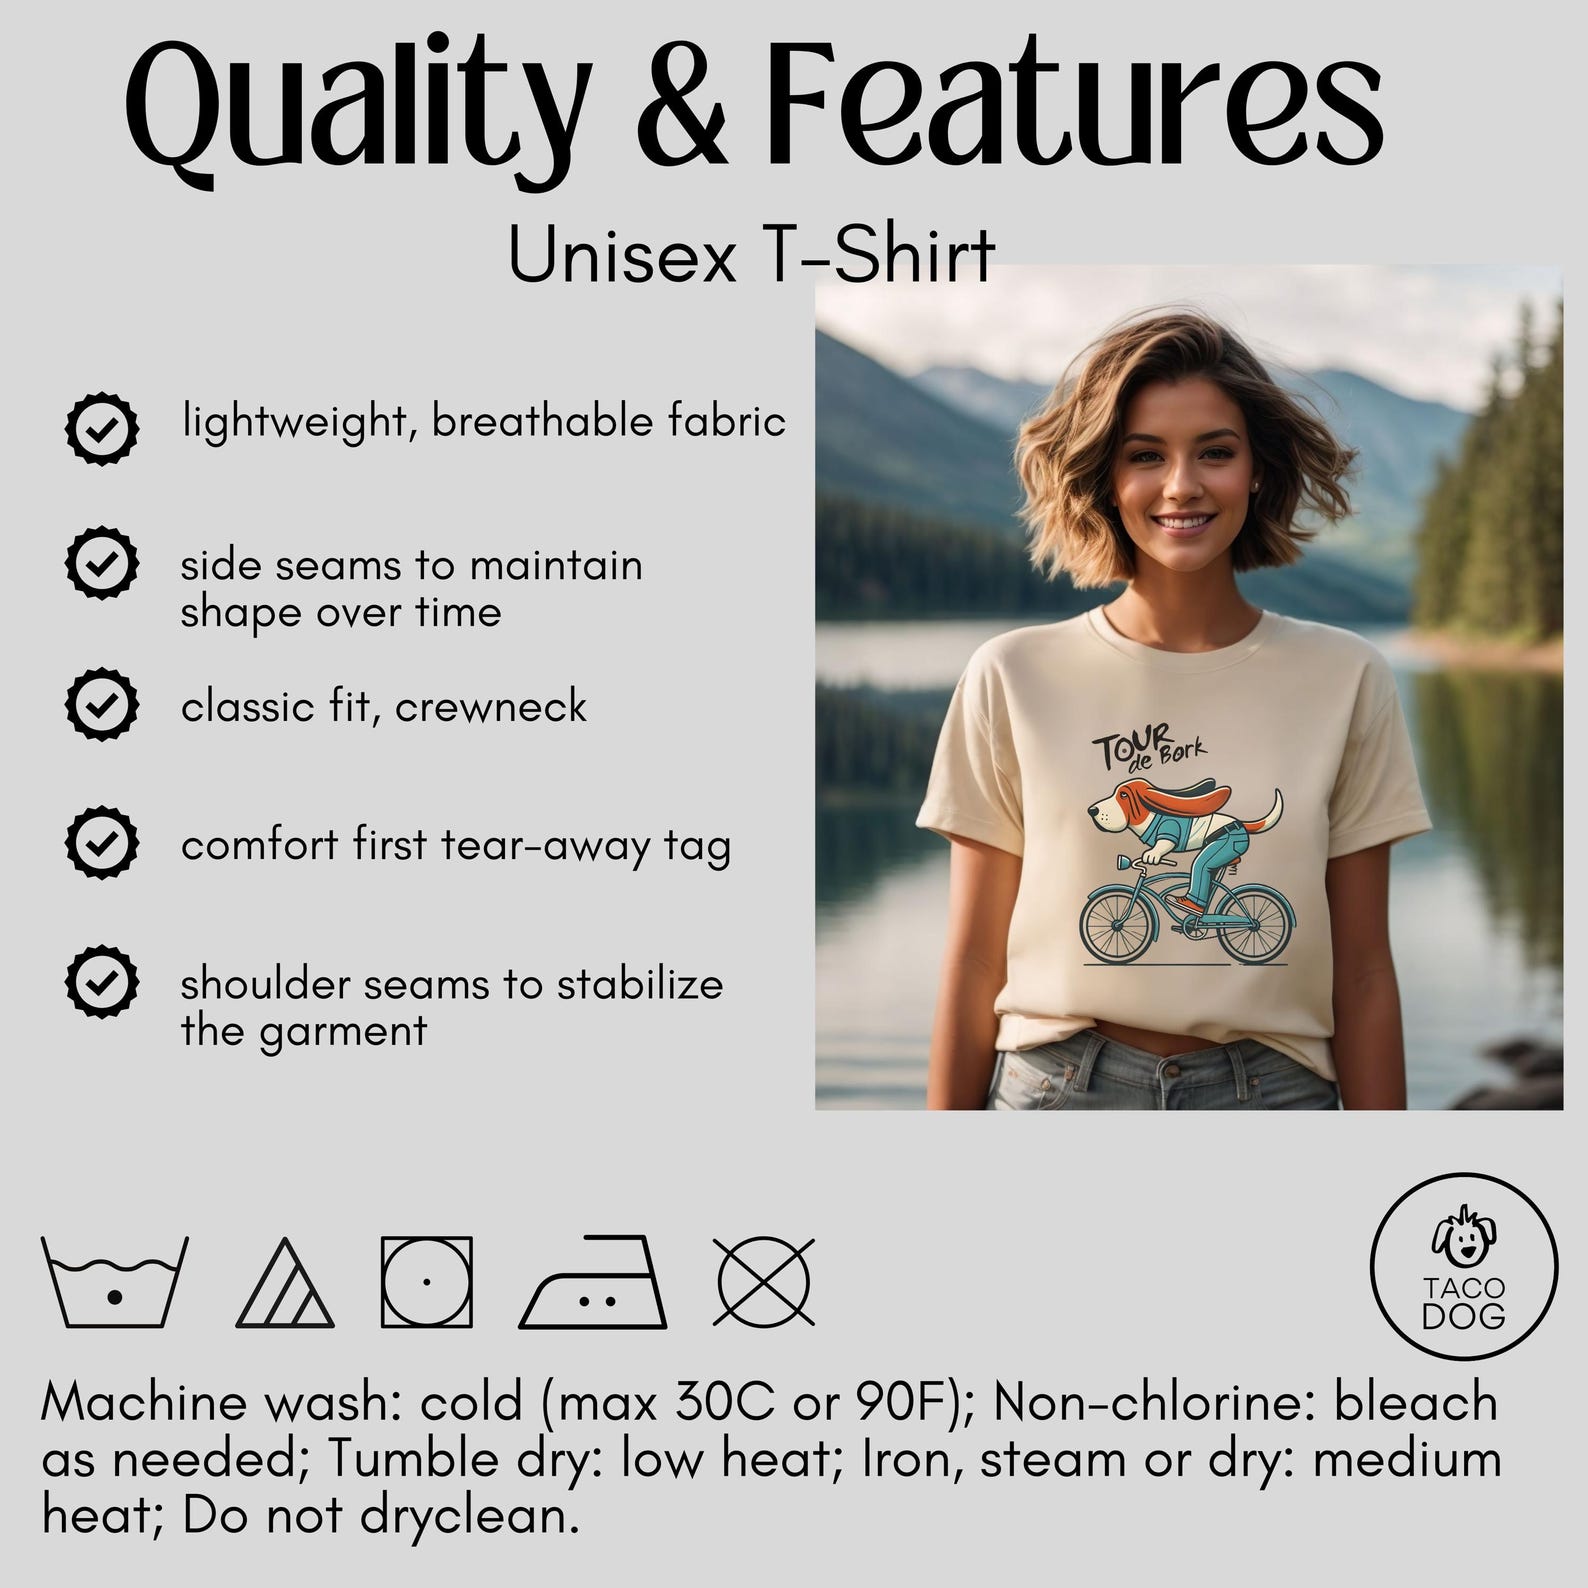 Quality & Features
Unisex T-Shirt
lightweight, breathable fabric
side seams to maintain
shape over time
classic fit, crewneck
comfort first tear-away tag
shoulder seams to stabilize
the garment
TOUR
de Bork
TACO
DOG
Machine wash: cold (max 30C or 90F); Non-chlorine: bleach
as needed; Tumble dry: low heat; Iron, steam or dry: medium
heat; Do not dryclean.